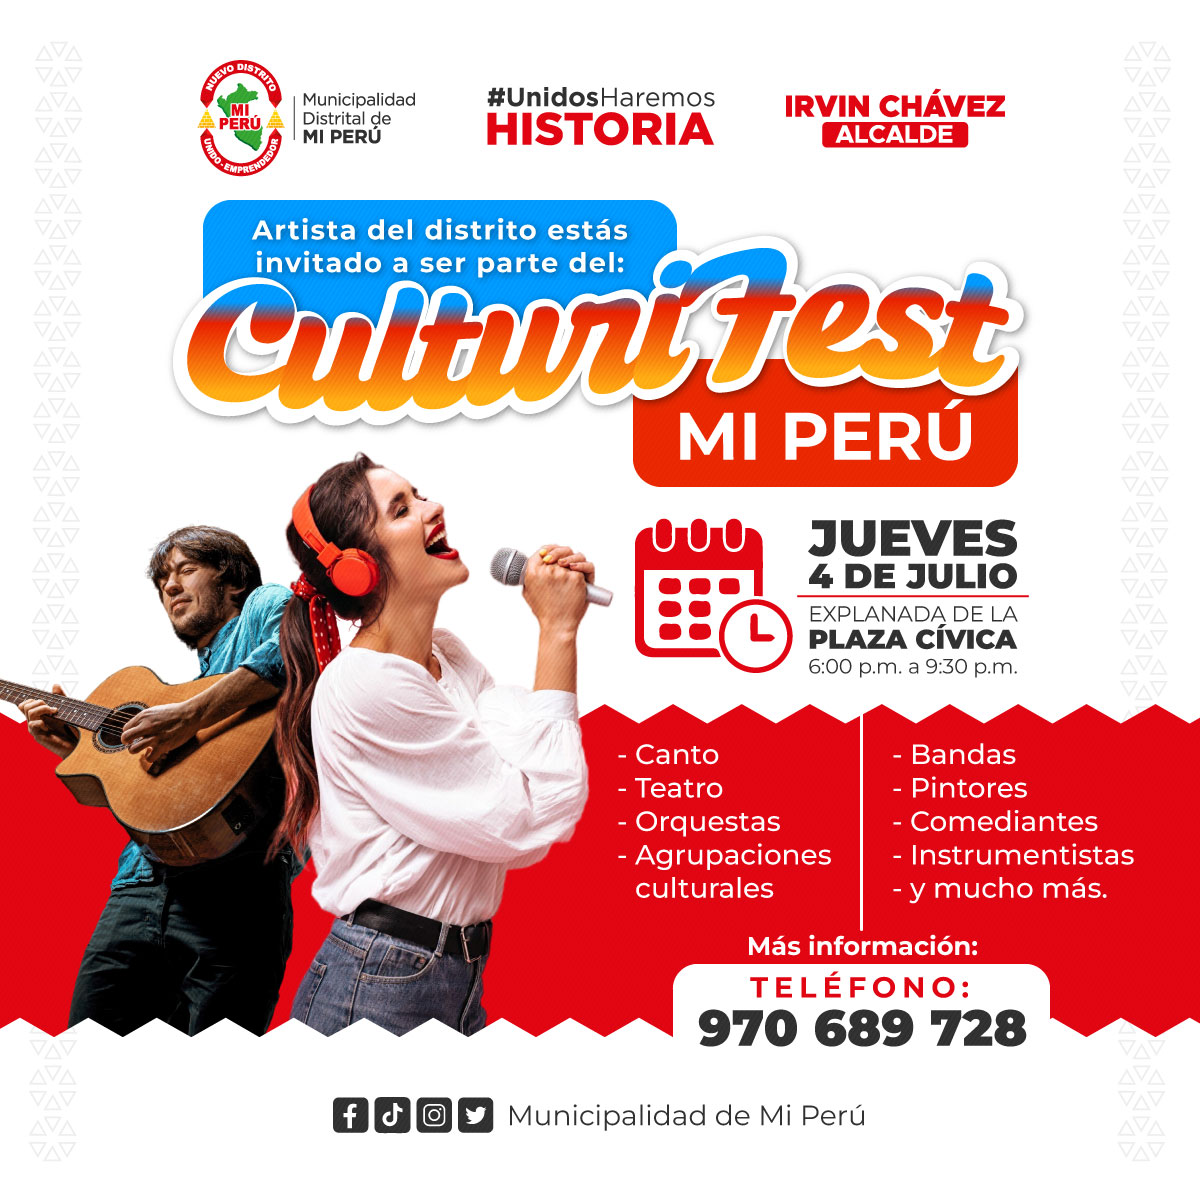 NUEVO DISTRITO
MI
PERÚ
UNIDO - EMPRENDEDOR
Municipalidad
Distrital de
MI PERÚ
#UnidosHaremos
HISTORIA
IRVIN CHÁVEZ
ALCALDE
Artista del distrito estás
invitado a ser parte del:
CulturiFest
MI PERÚ
JUEVES
4 DE JULIO
EXPLANADA DE LA
PLAZA CÍVICA
6:00 p.m. a 9:30 p.m.
- Canto
- Teatro
- Orquestas
- Agrupaciones
culturales
- Bandas
- Pintores
- Comediantes
- Instrumentistas
- y mucho más.
Más información:
TELÉFONO:
970 689 728
Municipalidad de Mi Perú